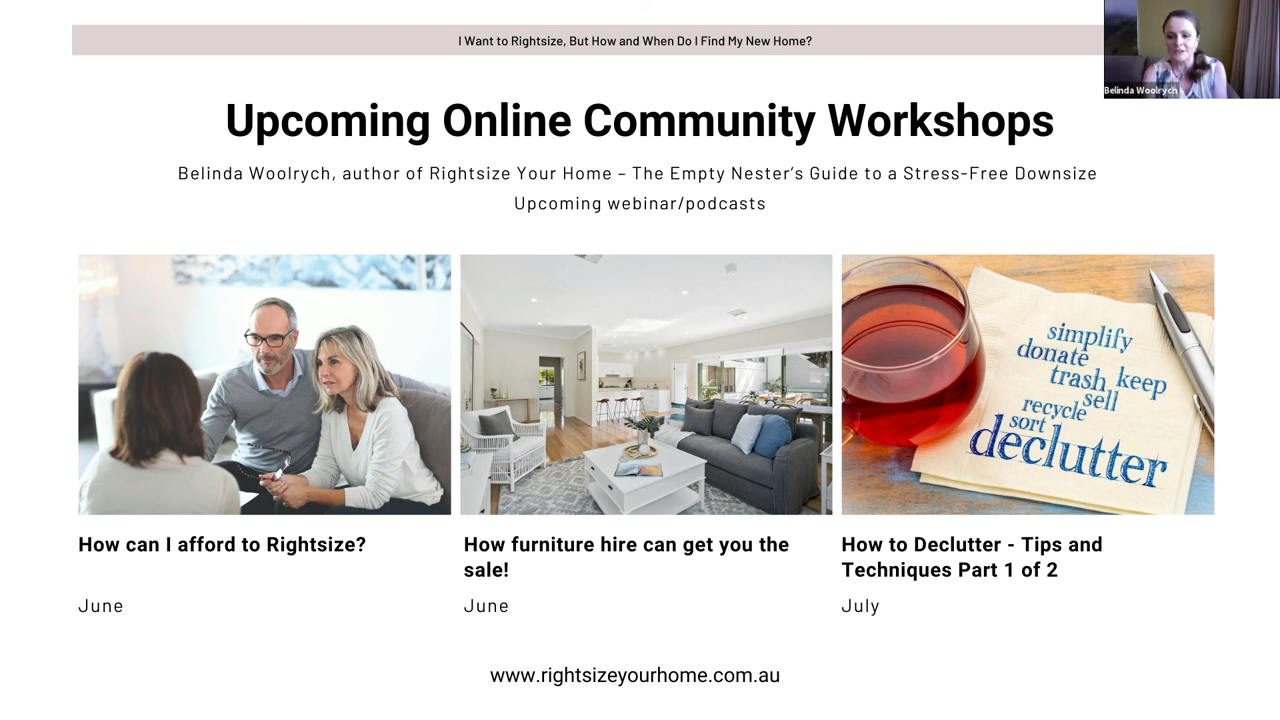 I Want to Rightsize, But How and When Do I Find My New Home?
Belinda Woolrych
Upcoming Online Community Workshops
Belinda Woolrych, author of Rightsize Your Home – The Empty Nester’s Guide to a Stress-Free Downsize
Upcoming webinar/podcasts
simplify
donate
trash keep
sell
recycle
sort
declutter
How can I afford to Rightsize?
June
How furniture hire can get you the
sale!
June
How to Declutter - Tips and
Techniques Part 1 of 2
July
www.rightsizeyourhome.com.au